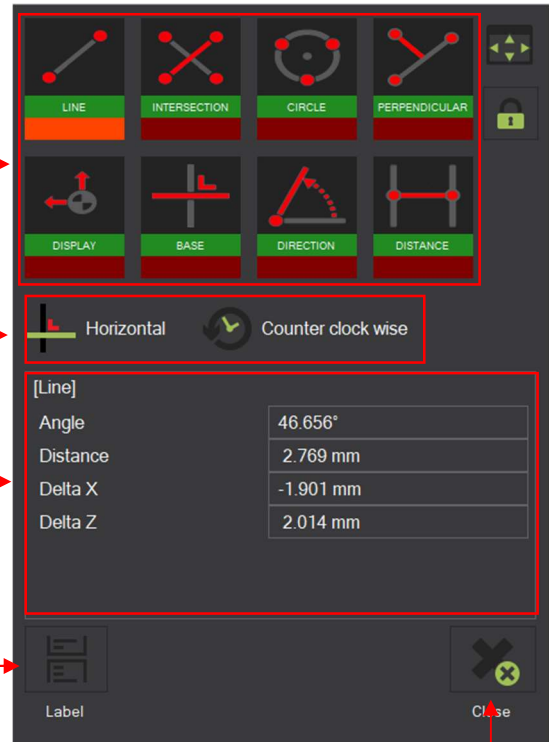 LINE INTERSECTION CIRCLE PERPENDICULAR
DISPLAY BASE DIRECTION DISTANCE
Horizontal Counter clock wise
[Line]
Angle 46.656°
Distance 2.769 mm
Delta X -1.901 mm
Delta Z 2.014 mm
Label Close